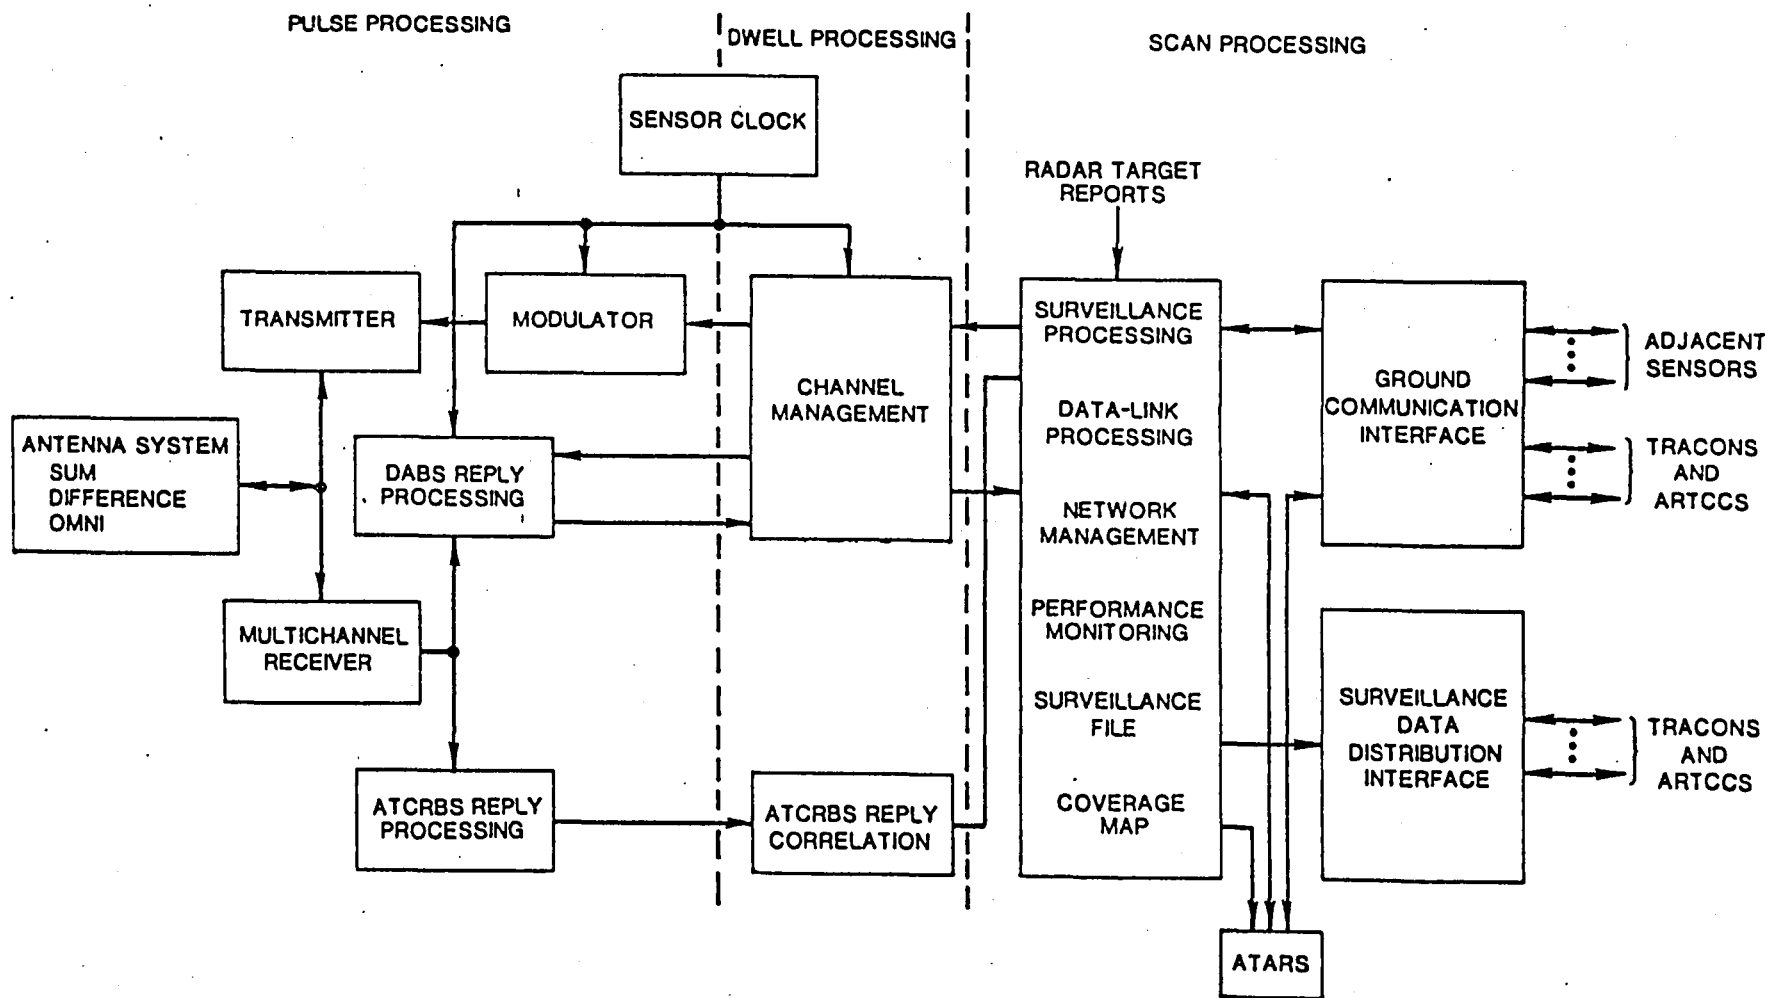 PULSE PROCESSING
DWELL PROCESSING
SCAN PROCESSING
SENSOR CLOCK
RADAR TARGET
REPORTS
TRANSMITTER
MODULATOR
CHANNEL
MANAGEMENT
ANTENNA SYSTEM
SUM
DIFFERENCE
OMNI
DABS REPLY
PROCESSING
MULTICHANNEL
RECEIVER
ATCRBS REPLY
PROCESSING
ATCRBS REPLY
CORRELATION
SURVEILLANCE
PROCESSING
DATA-LINK
PROCESSING
NETWORK
MANAGEMENT
PERFORMANCE
MONITORING
SURVEILLANCE
FILE
COVERAGE
MAP
GROUND
COMMUNICATION
INTERFACE
ADJACENT
SENSORS
TRACONS
AND
ARTCCS
SURVEILLANCE
DATA
DISTRIBUTION
INTERFACE
TRACONS
AND
ARTCCS
ATARS